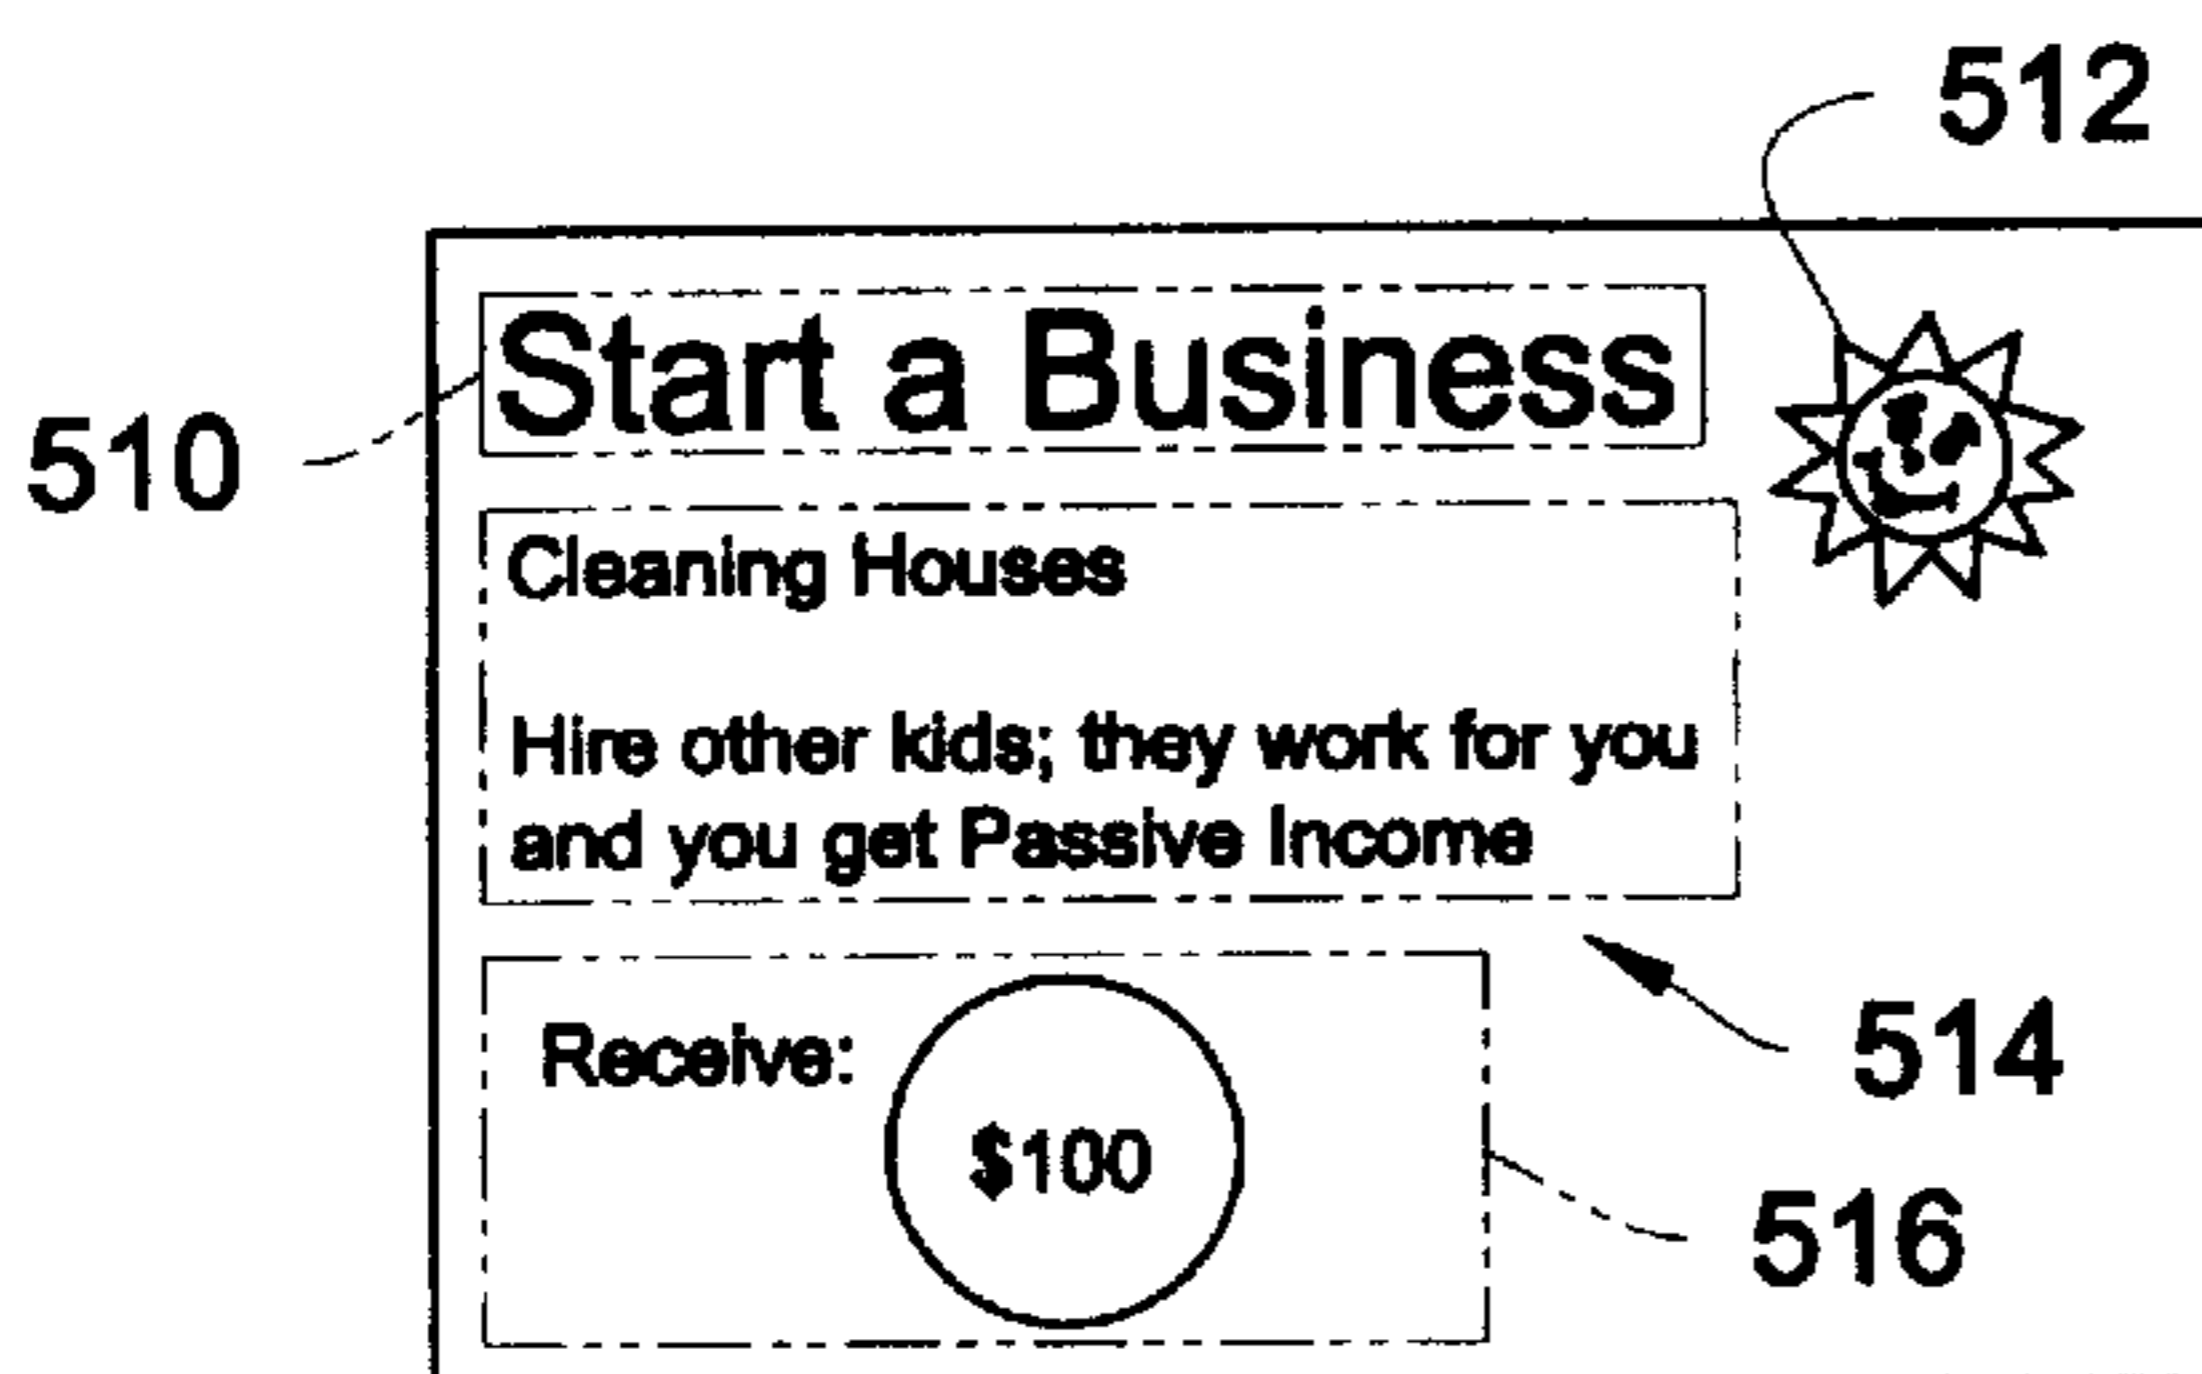 512
Start a Business
510
Cleaning Houses
Hire other kids; they work for you
and you get Passive Income
514
Receive:
$100
516